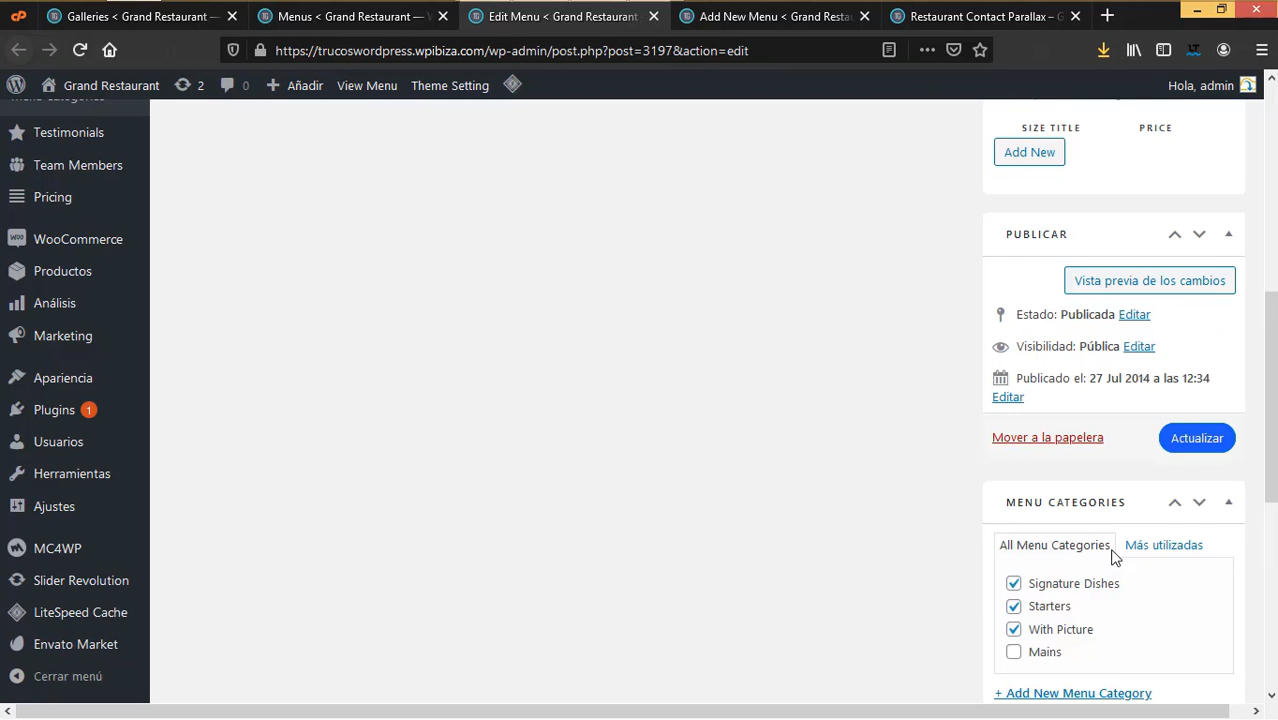 Galleries < Grand Restaurant —
Menus < Grand Restaurant — W
Edit Menu < Grand Restaurant
Add New Menu < Grand Restau
Restaurant Contact Parallax – G
https://trucoswordpress.wpibiza.com/wp-admin/post.php?post=3197&action=edit
Grand Restaurant
2
0
Añadir
View Menu
Theme Setting
Hola, admin
Testimonials
Team Members
Pricing
WooCommerce
Productos
Análisis
Marketing
Apariencia
Plugins 1
Usuarios
Herramientas
Ajustes
MC4WP
Slider Revolution
LiteSpeed Cache
Envato Market
Cerrar menú
SIZE TITLE PRICE
Add New
PUBLICAR
Vista previa de los cambios
Estado: Publicada Editar
Visibilidad: Pública Editar
Publicado el: 27 Jul 2014 a las 12:34
Editar
Mover a la papelera Actualizar
MENU CATEGORIES
All Menu Categories Más utilizadas
Signature Dishes
Starters
With Picture
Mains
+ Add New Menu Category